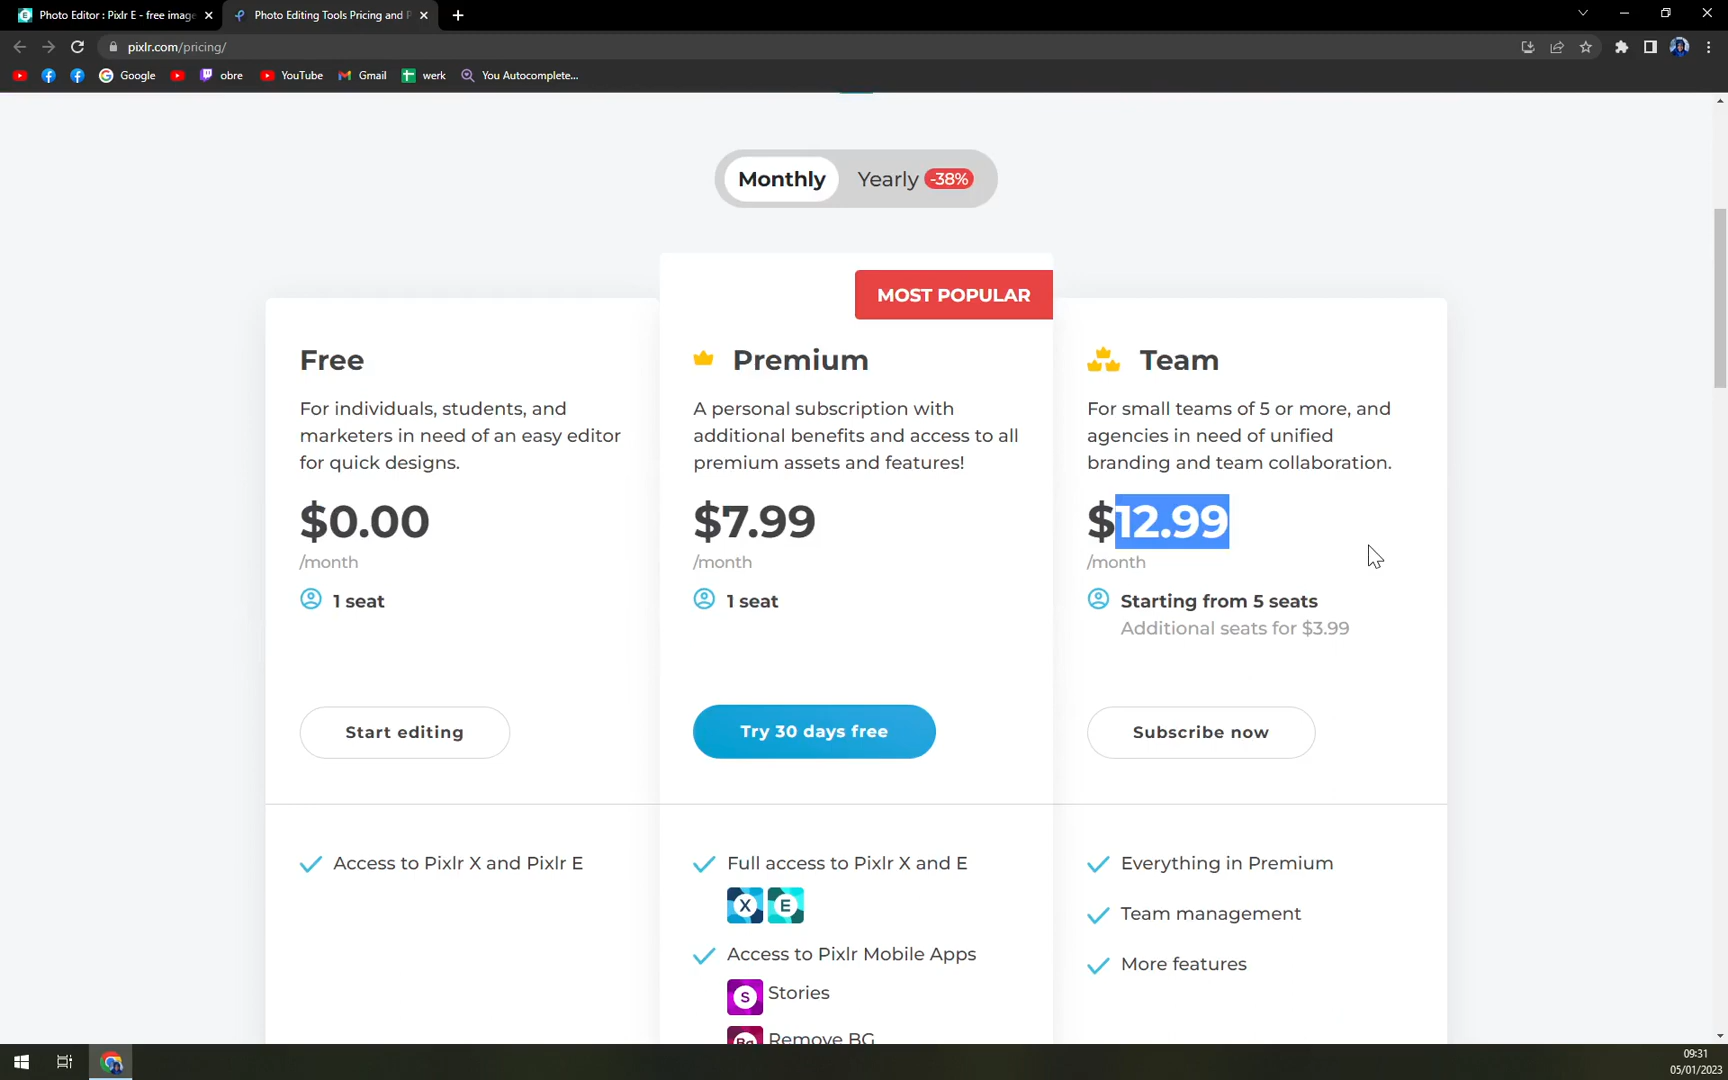 Photo Editor : Pixlr E - free imag
Photo Editing Tools Pricing and P
pixlr.com/pricing/
Google
obre
YouTube
Gmail
werk
You Autocomplete...
Monthly
Yearly -38%
MOST POPULAR
Free
For individuals, students, and
marketers in need of an easy editor
for quick designs.
$0.00
/month
1 seat
Start editing
Access to Pixlr X and Pixlr E
Premium
A personal subscription with
additional benefits and access to all
premium assets and features!
$7.99
/month
1 seat
Try 30 days free
Full access to Pixlr X and E
X E
Access to Pixlr Mobile Apps
S Stories
Bg Remove BG
Team
For small teams of 5 or more, and
agencies in need of unified
branding and team collaboration.
$12.99
/month
Starting from 5 seats
Additional seats for $3.99
Subscribe now
Everything in Premium
Team management
More features
09:31
05/01/2023